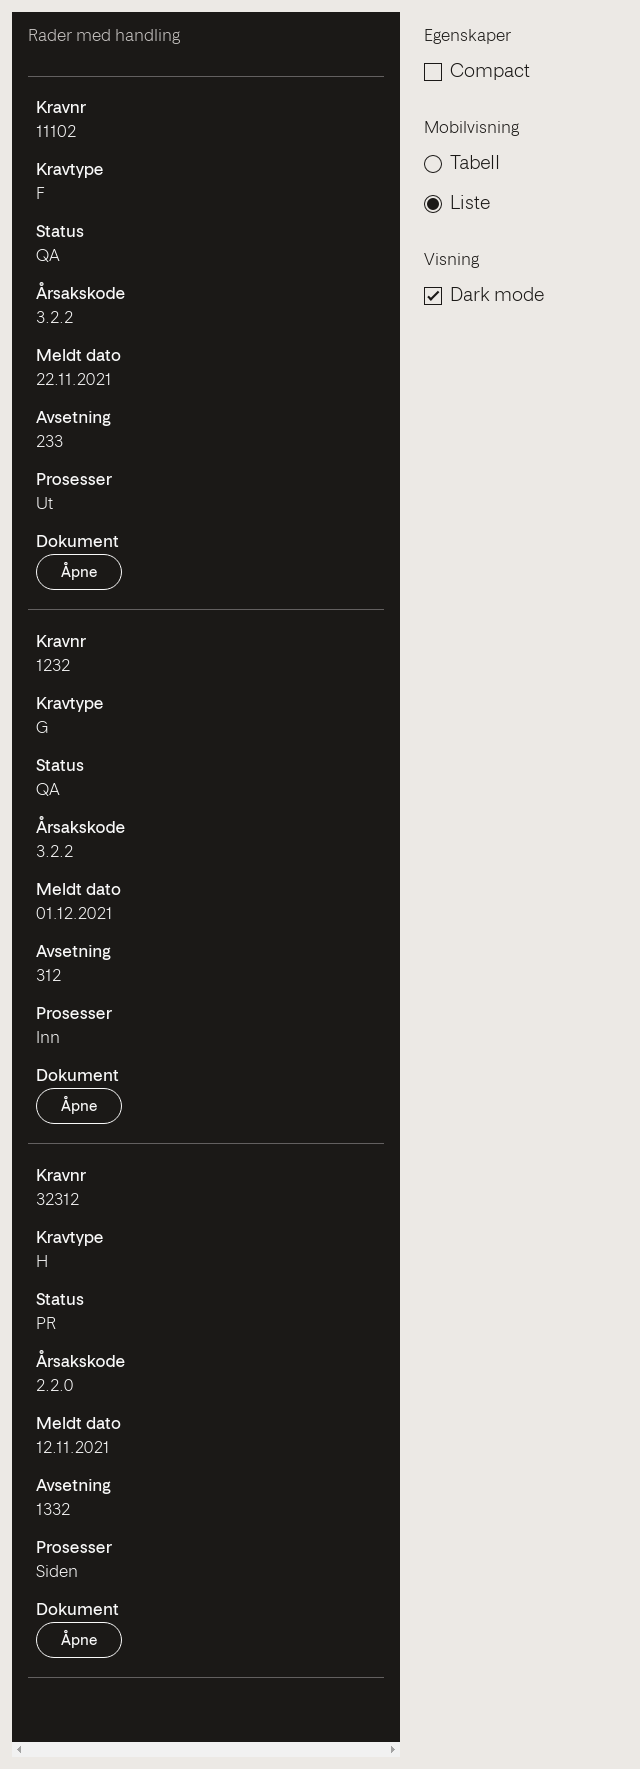 Rader med handling
Kravnr
11102
Kravtype
F
Status
QA
Årsakskode
3.2.2
Meldt dato
22.11.2021
Avsetning
233
Prosesser
Ut
Dokument
Åpne
Kravnr
1232
Kravtype
G
Status
QA
Årsakskode
3.2.2
Meldt dato
01.12.2021
Avsetning
312
Prosesser
Inn
Dokument
Åpne
Kravnr
32312
Kravtype
H
Status
PR
Årsakskode
2.2.0
Meldt dato
12.11.2021
Avsetning
1332
Prosesser
Siden
Dokument
Åpne
Egenskaper
Compact
Mobilvisning
Tabell
Liste
Visning
Dark mode